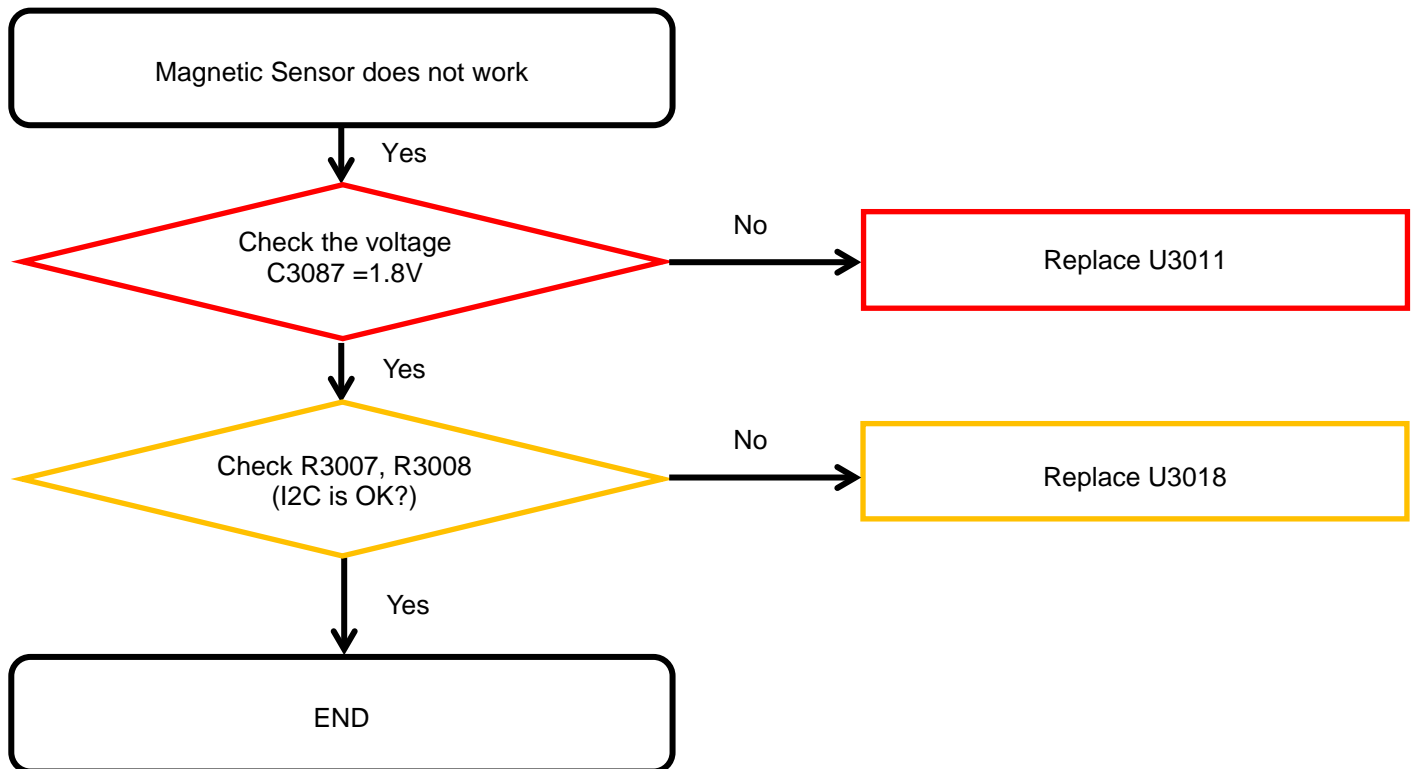 Magnetic Sensor does not work
Yes
Check the voltage
C3087 =1.8V
No
Replace U3011
Yes
Check R3007, R3008
(I2C is OK?)
No
Replace U3018
Yes
END